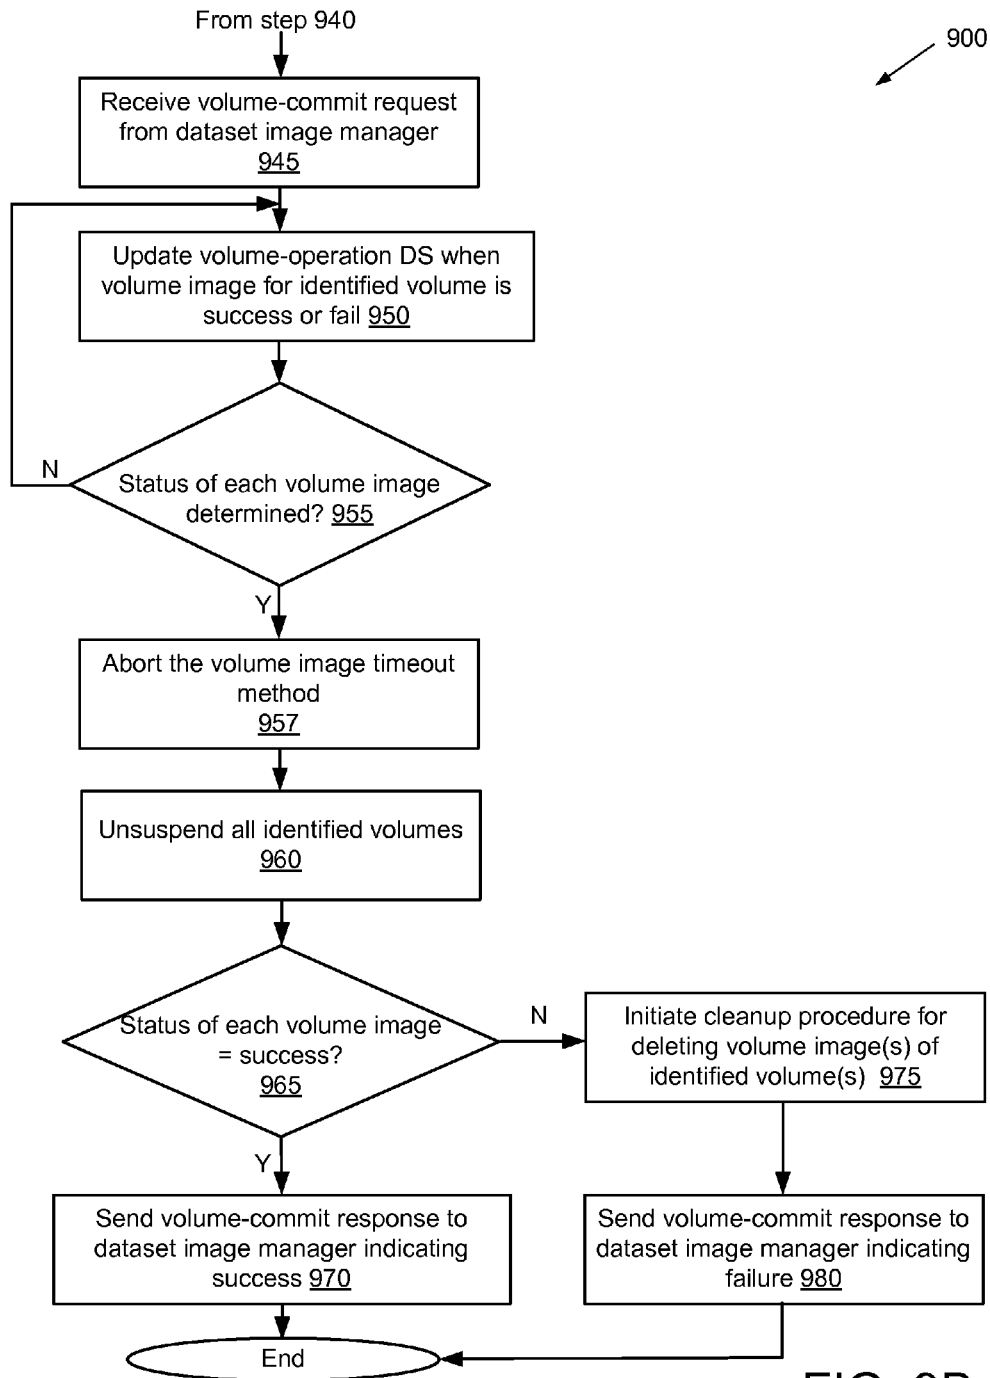 From step 940
900
Receive volume-commit request
from dataset image manager
945
Update volume-operation DS when
volume image for identified volume is
success or fail 950
N
Status of each volume image
determined? 955
Y
Abort the volume image timeout
method
957
Unsuspend all identified volumes
960
Status of each volume image
= success?
965
N
Initiate cleanup procedure for
deleting volume image(s) of
identified volume(s) 975
Y
Send volume-commit response to
dataset image manager indicating
success 970
Send volume-commit response to
dataset image manager indicating
failure 980
End